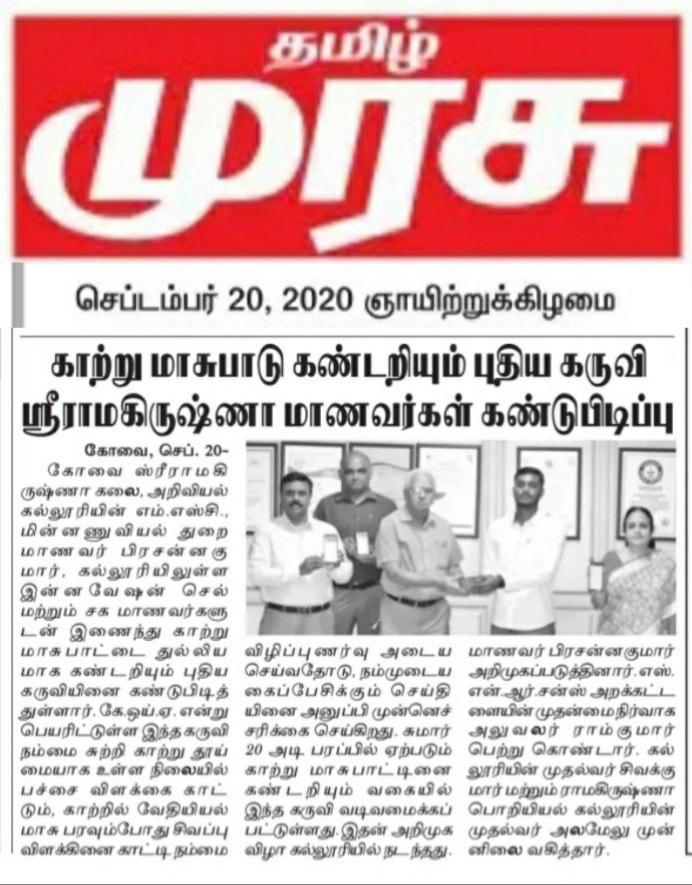 தமிழ்
முரசு
செப்டம்பர் 20, 2020 ஞாயிற்றுக்கிழமை
காற்று மாசுபாடு கண்டறியும் புதிய கருவி
ஸ்ரீராமகிருஷ்ணா மாணவர்கள் கண்டுபிடிப்பு
கோவை, செப். 20-
கோவை ஸ்ரீராமகி
ருஷ்ணா கலை, அறிவியல்
கல்லூரியின் எம்.எஸ்சி.,
மின்னணுவியல் துறை
மாணவர் பிரசன்னகு
மார், கல்லூரியிலுள்ள
இன்னவேஷன் செல்
மற்றும் சக மாணவர்களு
டன் இணைந்து காற்று
மாசுபாட்டை துல்லிய
மாக கண்டறியும் புதிய
கருவியினை கண்டுபிடித்
துள்ளார். கே.ஒய்.ஏ. என்று
பெயரிட்டுள்ள இந்தகருவி
நம்மை சுற்றி காற்று தூய்
மையாக உள்ள நிலையில்
பச்சை விளக்கை காட்
டும், காற்றில் வேதியியல்
மாசு பரவும்போது சிவப்பு
விளக்கினை காட்டி நம்மை
விழிப்புணர்வு அடைய
செய்வதோடு, நம்முடைய
கைப்பேசிக்கும் செய்தி
யினை அனுப்பி முன்னெச்
சரிக்கை செய்கிறது. சுமார்
20 அடி பரப்பில் ஏற்படும்
காற்று மாசுபாட்டினை
கண்டறியும் வகையில்
இந்த கருவி வடிவமைக்கப்
பட்டுள்ளது. இதன் அறிமுக
விழா கல்லூரியில் நடந்தது.
மாணவர் பிரசன்னகுமார்
அறிமுகப்படுத்தினார். எஸ்.
என்.ஆர்.சன்ஸ் அறக்கட்ட
ளையின் முதன்மை நிர்வாக
அலுவலர் ராம்குமார்
பெற்று கொண்டார். கல்
லூரியின் முதல்வர் சிவக்கு
மார் மற்றும் ராமகிருஷ்ணா
பொறியியல் கல்லூரியின்
முதல்வர் அலமேலு முன்
னிலை வகித்தார்.